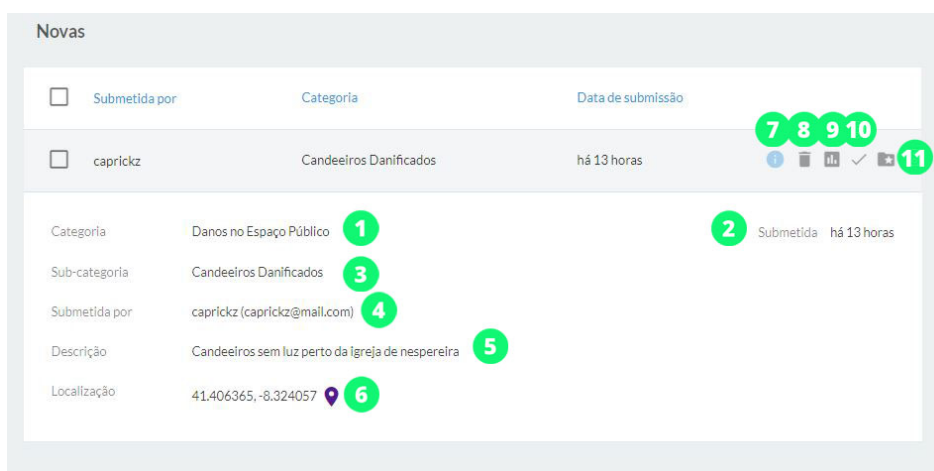 Novas
Submetida por Categoria Data de submissão
7 8 9 10
caprickz Candeeiros Danificados há 13 horas 11
Categoria Danos no Espaço Público 1 2 Submetida há 13 horas
Sub-categoria Candeeiros Danificados 3
Submetida por caprickz (caprickz@mail.com) 4
Descrição Candeeiros sem luz perto da igreja de nespereira 5
Localização 41.406365, -8.324057 6